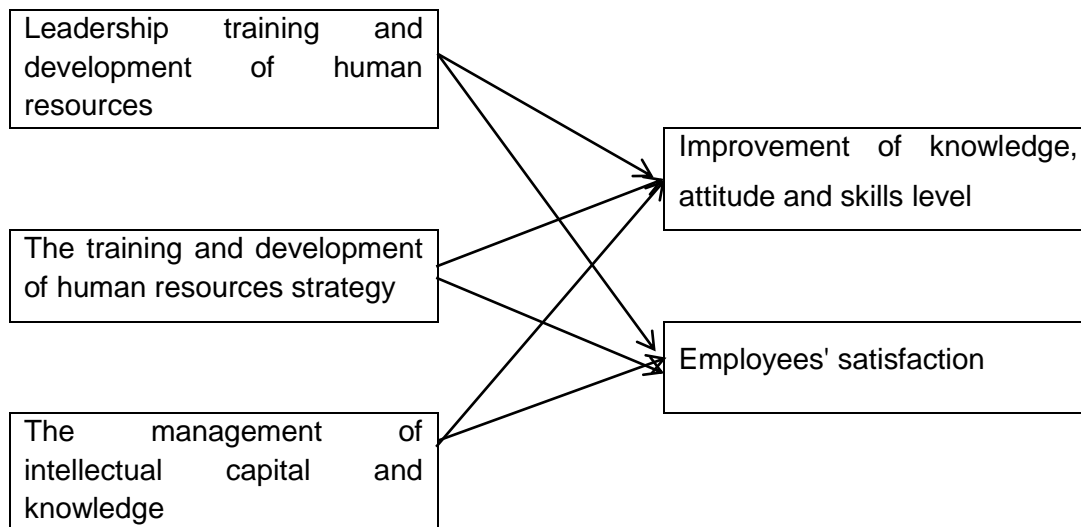 Leadership training and
development of human
resources
Improvement of knowledge,
attitude and skills level
The training and development
of human resources strategy
Employees' satisfaction
The management of
intellectual capital and
knowledge